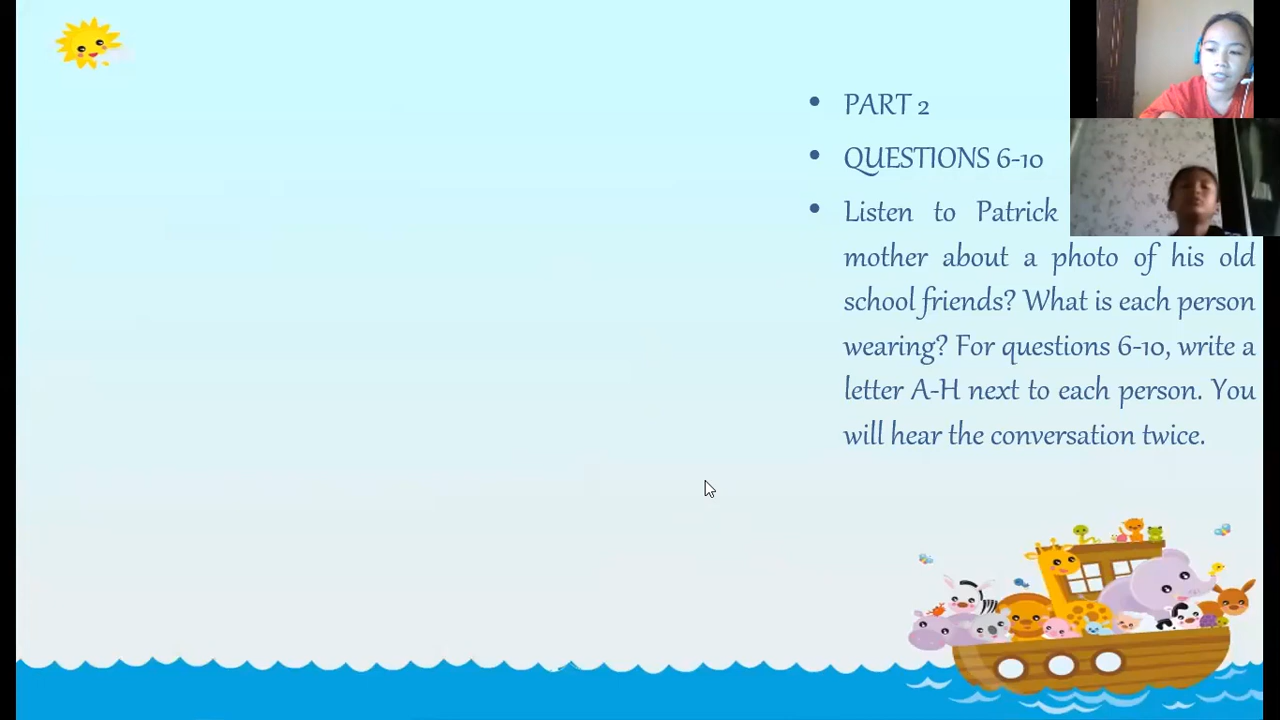 PART 2
QUESTIONS 6-10
Listen to Patrick
mother about a photo of his old
school friends? What is each person
wearing? For questions 6-10, write a
letter A-H next to each person. You
will hear the conversation twice.